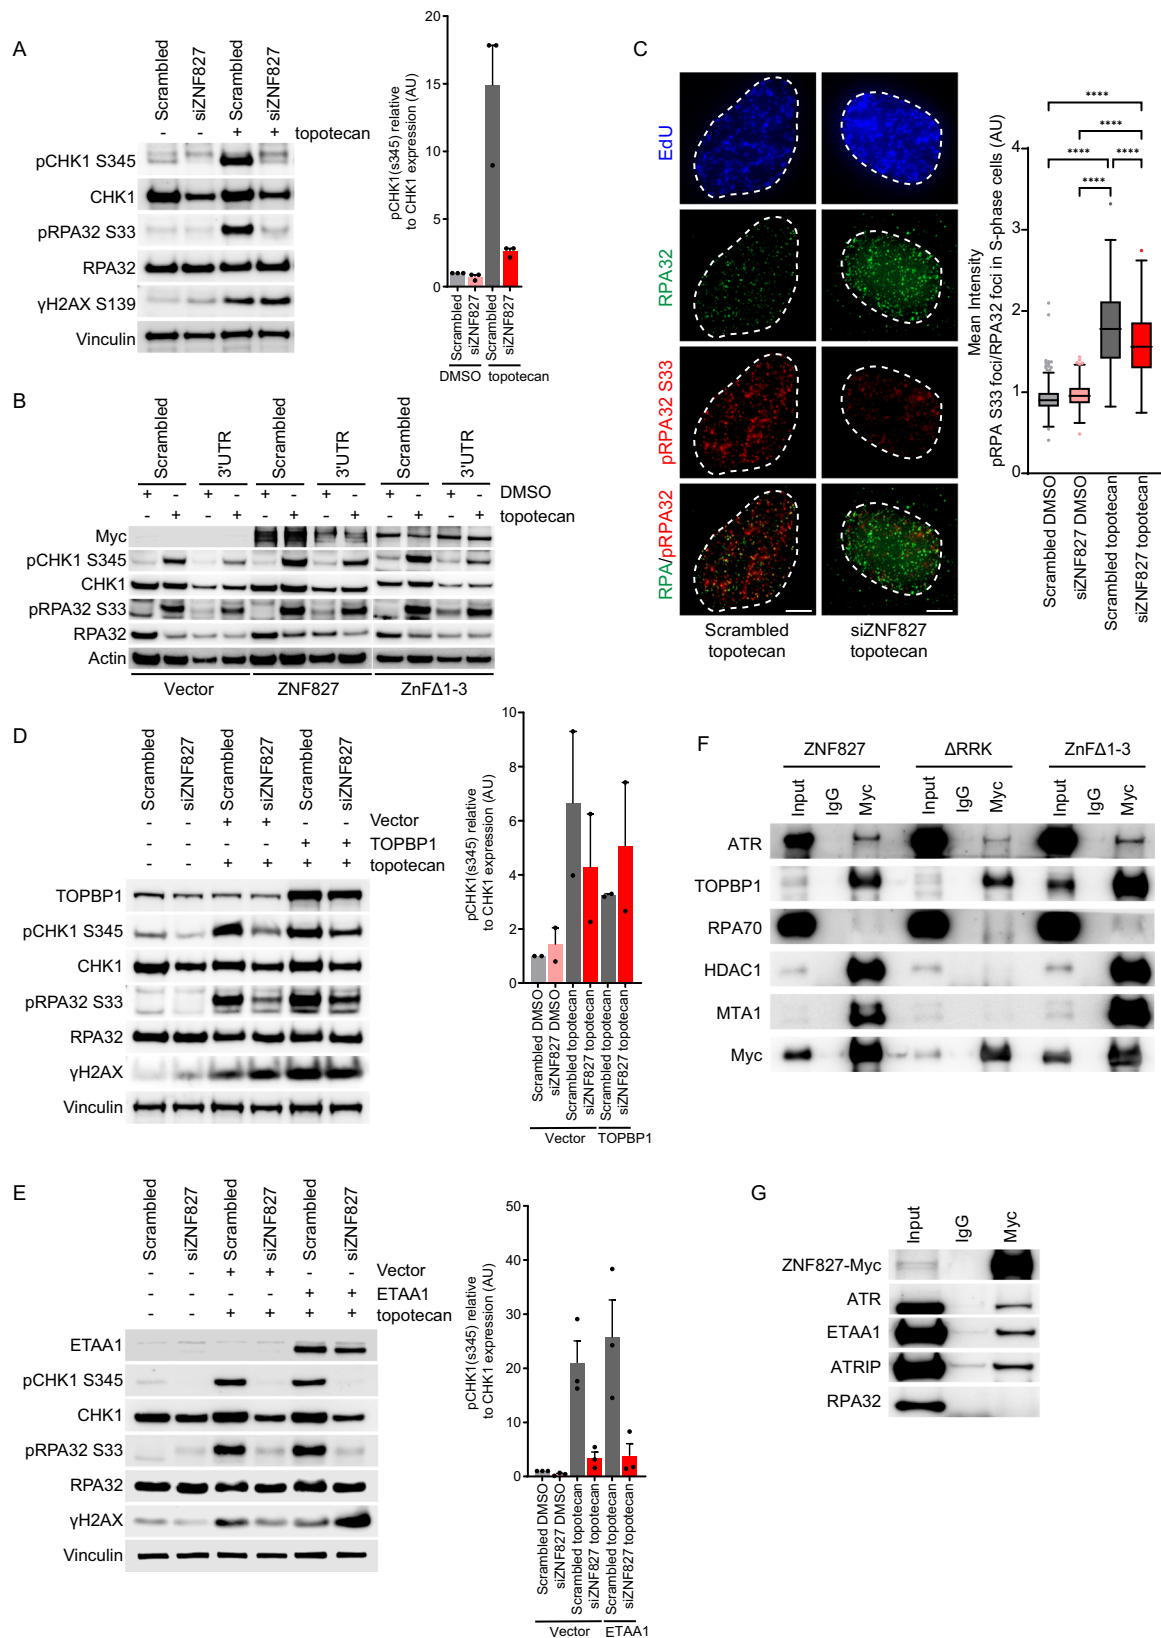 A
Scrambled
siZNF827
Scrambled
siZNF827
- - + + topotecan
pCHK1 S345
CHK1
pRPA32 S33
RPA32
γH2AX S139
Vinculin
pCHK1(s345) relative
to CHK1 expression (AU)
20
15
10
5
0
Scrambled
siZNF827
Scrambled
siZNF827
DMSO topotecan
B
Scrambled
3'UTR
Scrambled
3'UTR
Scrambled
3'UTR
+ - + - + - + - + - + - DMSO
- + - + - + - + - + - + topotecan
Myc
pCHK1 S345
CHK1
pRPA32 S33
RPA32
Actin
Vector ZNF827 ZnFΔ1-3
C
EdU
RPA32
pRPA32 S33
RPA/pRPA32
Scrambled
topotecan
siZNF827
topotecan
Mean Intensity
pRPA S33 foci/RPA32 foci in S-phase cells (AU)
****
****
****
****
****
4
3
2
1
0
Scrambled DMSO
siZNF827 DMSO
Scrambled topotecan
siZNF827 topotecan
D
Scrambled
siZNF827
Scrambled
siZNF827
Scrambled
siZNF827
- - + + - - Vector
- - - - + + TOPBP1
- - + + + + topotecan
TOPBP1
pCHK1 S345
CHK1
pRPA32 S33
RPA32
γH2AX
Vinculin
pCHK1(s345) relative
to CHK1 expression (AU)
10
8
6
4
2
0
Scrambled DMSO
siZNF827 DMSO
Scrambled topotecan
siZNF827 topotecan
Scrambled topotecan
siZNF827 topotecan
Vector TOPBP1
E
Scrambled
siZNF827
Scrambled
siZNF827
Scrambled
siZNF827
- - + + - - Vector
- - - - + + ETAA1
- - + + + + topotecan
ETAA1
pCHK1 S345
CHK1
pRPA32 S33
RPA32
γH2AX
Vinculin
pCHK1(s345) relative
to CHK1 expression (AU)
50
40
30
20
10
0
Scrambled DMSO
siZNF827 DMSO
Scrambled topotecan
siZNF827 topotecan
Scrambled topotecan
siZNF827 topotecan
Vector ETAA1
F
ZNF827 ΔRRK ZnFΔ1-3
Input IgG Myc Input IgG Myc Input IgG Myc
ATR
TOPBP1
RPA70
HDAC1
MTA1
Myc
G
Input IgG Myc
ZNF827-Myc
ATR
ETAA1
ATRIP
RPA32